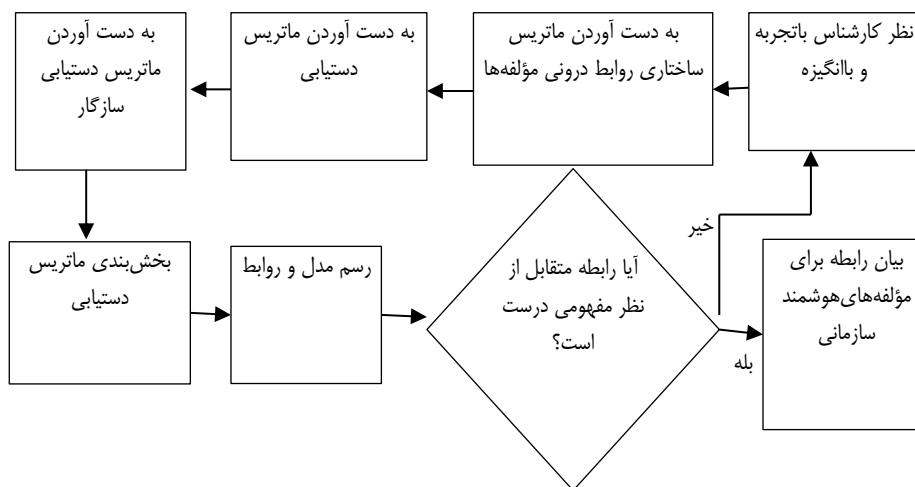 نظر کارشناس باتجربه
و باانگیزه
به دست آوردن ماتریس
ساختاری روابط درونی مؤلفه‌ها
به دست آوردن ماتریس
دستیابی
به دست آوردن
ماتریس دستیابی
سازگار
بخش‌بندی ماتریس
دستیابی
رسم مدل و روابط
آیا رابطه متقابل از
نظر مفهومی درست
است؟
خیر
بله
بیان رابطه برای
مؤلفه‌های‌هوشمند
سازمانی